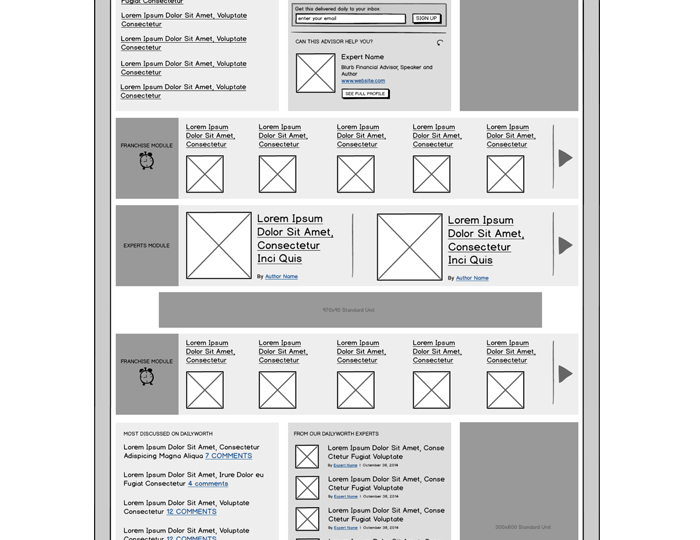 Fugiat Consectetur
Lorem Ipsum Dolor Sit Amet, Voluptate
Consectetur
Lorem Ipsum Dolor Sit Amet, Voluptate
Consectetur
Lorem Ipsum Dolor Sit Amet, Voluptate
Consectetur
Lorem Ipsum Dolor Sit Amet, Voluptate
Consectetur
Get this delivered daily to your inbox
enter your email
SIGN UP
CAN THIS ADVISOR HELP YOU?
Expert Name
Blurb Financial Advisor, Speaker and
Author
www.website.com
SEE FULL PROFILE
FRANCHISE MODULE
Lorem Ipsum
Dolor Sit Amet,
Consectetur
Lorem Ipsum
Dolor Sit Amet,
Consectetur
Lorem Ipsum
Dolor Sit Amet,
Consectetur
Lorem Ipsum
Dolor Sit Amet,
Consectetur
Lorem Ipsum
Dolor Sit Amet,
Consectetur
EXPERTS MODULE
Lorem Ipsum
Dolor Sit Amet,
Consectetur
Inci Quis
By Author Name
Lorem Ipsum
Dolor Sit Amet,
Consectetur
Inci Quis
By Author Name
970x90 Standard Unit
FRANCHISE MODULE
Lorem Ipsum
Dolor Sit Amet,
Consectetur
Lorem Ipsum
Dolor Sit Amet,
Consectetur
Lorem Ipsum
Dolor Sit Amet,
Consectetur
Lorem Ipsum
Dolor Sit Amet,
Consectetur
Lorem Ipsum
Dolor Sit Amet,
Consectetur
MOST DISCUSSED ON DAILYWORTH
Lorem Ipsum Dolor Sit Amet, Consectetur
Adipiscing Magna Aliqua 7 COMMENTS
Lorem Ipsum Dolor Sit Amet, Irure Dolor eu
Fugiat Consectetur 4 comments
Lorem Ipsum Dolor Sit Amet, Voluptate
Consectetur 12 COMMENTS
Lorem Ipsum Dolor Sit Amet, Voluptate
Consectetur 12 COMMENTS
FROM OUR DAILYWORTH EXPERTS
Lorem Ipsum Dolor Sit Amet, Conse
Ctetur Fugiat Voluptate
By Expert Name | October 30, 2014
Lorem Ipsum Dolor Sit Amet, Conse
Ctetur Fugiat Voluptate
By Expert Name | October 30, 2014
Lorem Ipsum Dolor Sit Amet, Conse
Ctetur Fugiat Voluptate
By Expert Name | October 30, 2014
Lorem Ipsum Dolor Sit Amet, Conse
300x600 Standard Unit